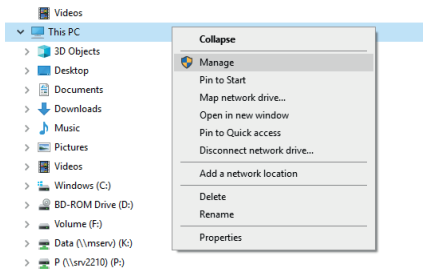 Videos
This PC
3D Objects
Desktop
Documents
Downloads
Music
Pictures
Videos
Windows (C:)
BD-ROM Drive (D:)
Volume (F:)
Data (\\mserv) (K:)
P (\\srv2210) (P:)
Collapse
Manage
Pin to Start
Map network drive...
Open in new window
Pin to Quick access
Disconnect network drive...
Add a network location
Delete
Rename
Properties